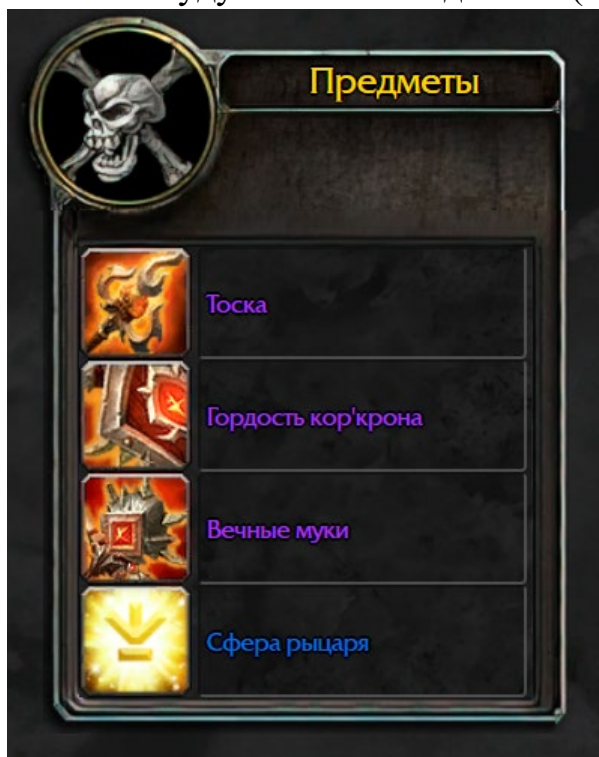 Предметы
Тоска
Гордость кор'крона
Вечные муки
Сфера рыцаря